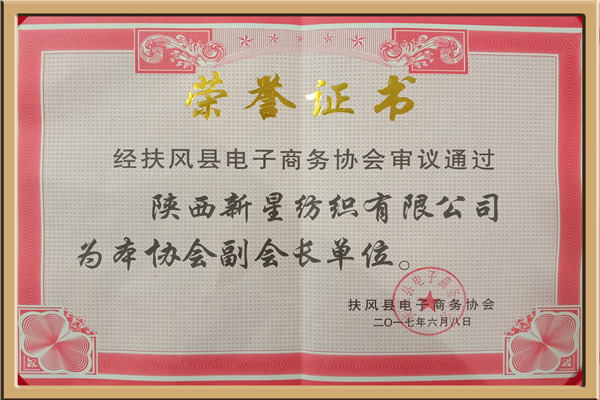 荣誉证书
经扶风县电子商务协会审议通过
陕西新星纺织有限公司
为本协会副会长单位。
扶风县电子商务协会
二〇一七年六月八日